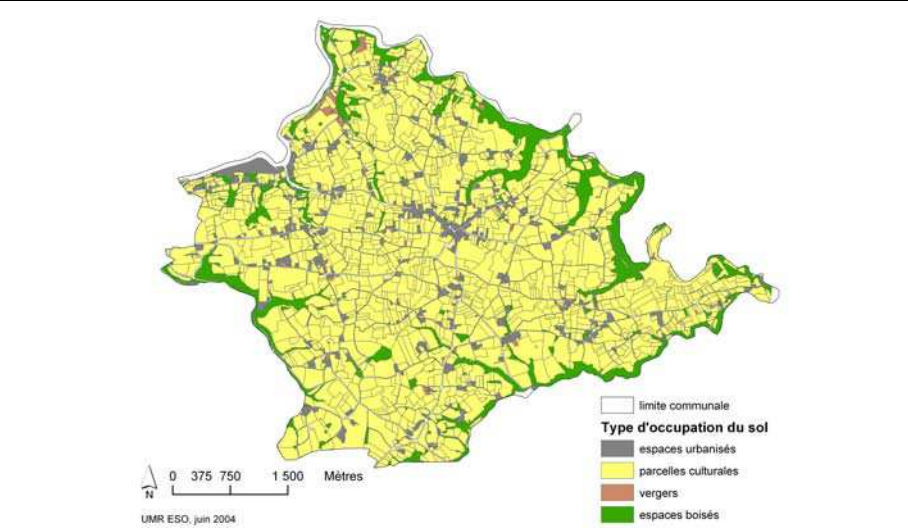 limite communale
Type d'occupation du sol
espaces urbanisés
parcelles culturales
vergers
espaces boisés
0 375 750 1 500 Mètres
N
UMR ESO, juin 2004